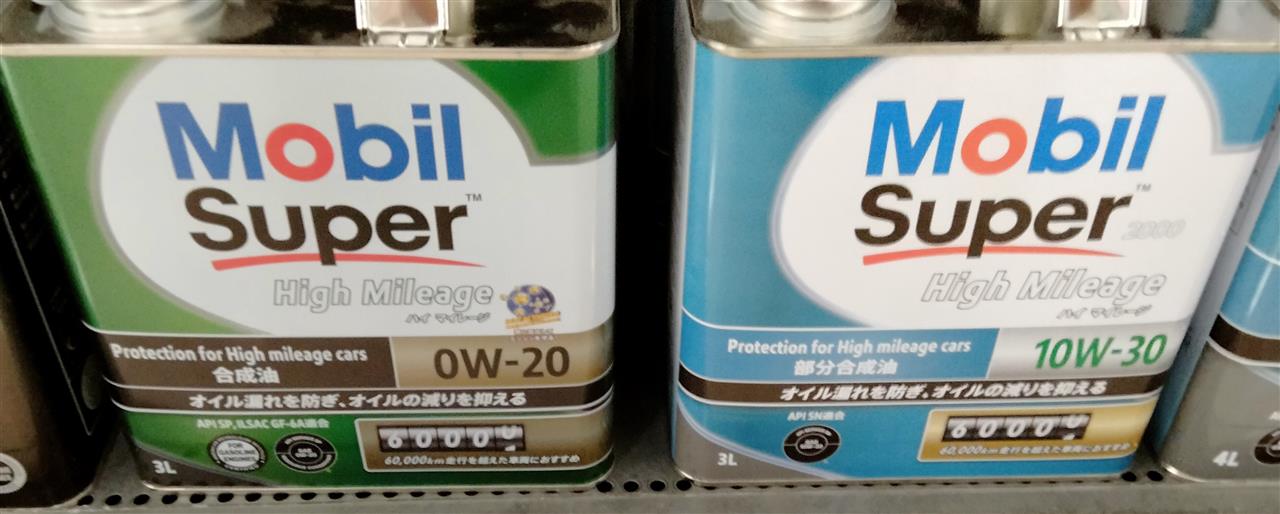 Mobil
Super™
High Mileage
ハイ マイレージ
Protection for High mileage cars
合成油
0W-20
オイル漏れを防ぎ、オイルの減りを抑える
API SP, ILSAC GF-6A適合
FOR GASOLINE ENGINES
60000
60,000km走行を超えた車両におすすめ
3L
Mobil
Super™ 2000
High Mileage
ハイ マイレージ
Protection for High mileage cars
部分合成油
10W-30
オイル漏れを防ぎ、オイルの減りを抑える
API SN適合
60000
60,000km走行を超えた車両におすすめ
3L
4L